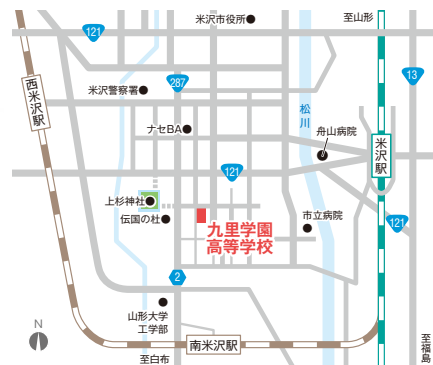 米沢市役所
至山形
121
13
287
米沢警察署
西米沢駅
松川
ナセBA
舟山病院
米沢駅
121
上杉神社
伝国の杜
九里学園
高等学校
市立病院
121
2
山形大学
工学部
N
南米沢駅
至白布
至福島